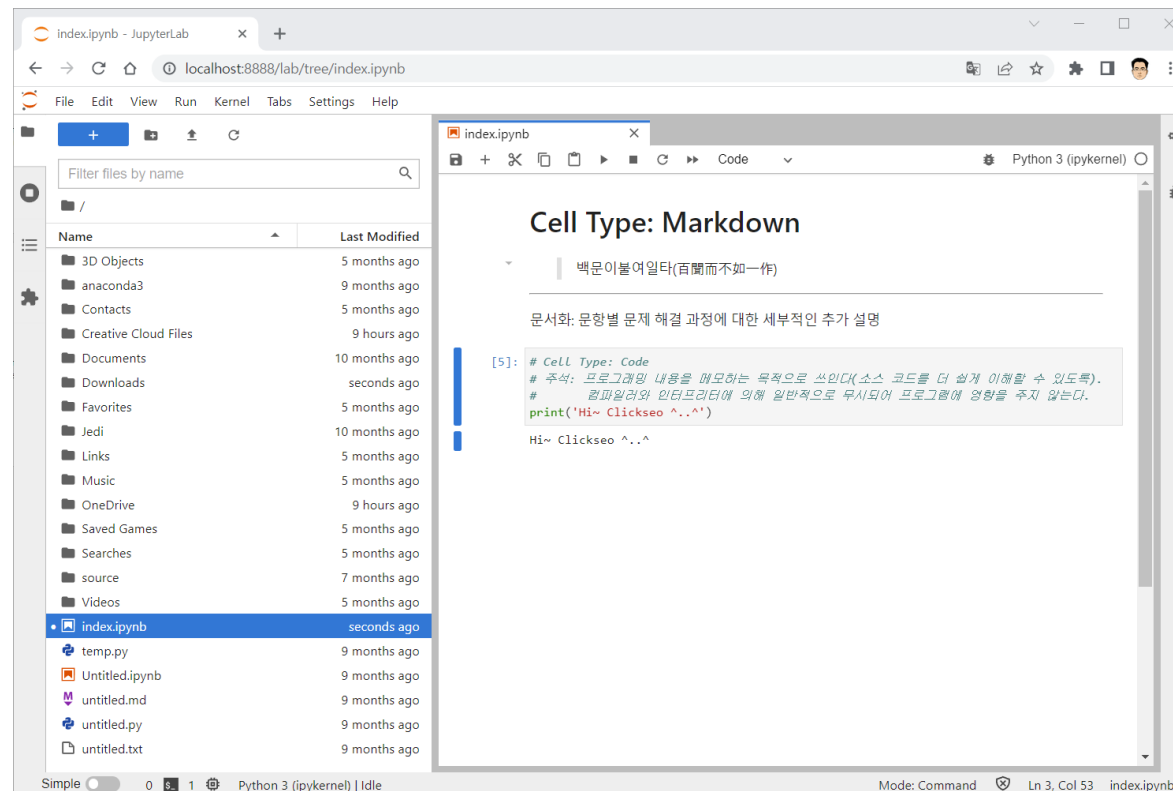 index.ipynb - JupyterLab
localhost:8888/lab/tree/index.ipynb
File Edit View Run Kernel Tabs Settings Help
Filter files by name
/
Name Last Modified
3D Objects 5 months ago
anaconda3 9 months ago
Contacts 5 months ago
Creative Cloud Files 9 hours ago
Documents 10 months ago
Downloads seconds ago
Favorites 5 months ago
Jedi 10 months ago
Links 5 months ago
Music 5 months ago
OneDrive 9 hours ago
Saved Games 5 months ago
Searches 5 months ago
source 7 months ago
Videos 5 months ago
index.ipynb seconds ago
temp.py 9 months ago
Untitled.ipynb 9 months ago
untitled.md 9 months ago
untitled.py 9 months ago
untitled.txt 9 months ago
index.ipynb
Code Python 3 (ipykernel)
Cell Type: Markdown
백문이불여일타(百聞而不如一作)
문서화: 문항별 문제 해결 과정에 대한 세부적인 추가 설명
[5]: # Cell Type: Code
# 주석: 프로그래밍 내용을 메모하는 목적으로 쓰인다(소스 코드를 더 쉽게 이해할 수 있도록).
# 컴파일러와 인터프리터에 의해 일반적으로 무시되어 프로그램에 영향을 주지 않는다.
print('Hi~ Clickseo ^..^')
Hi~ Clickseo ^..^
Simple 0 $_ 1 Python 3 (ipykernel) | Idle Mode: Command Ln 3, Col 53 index.ipynb